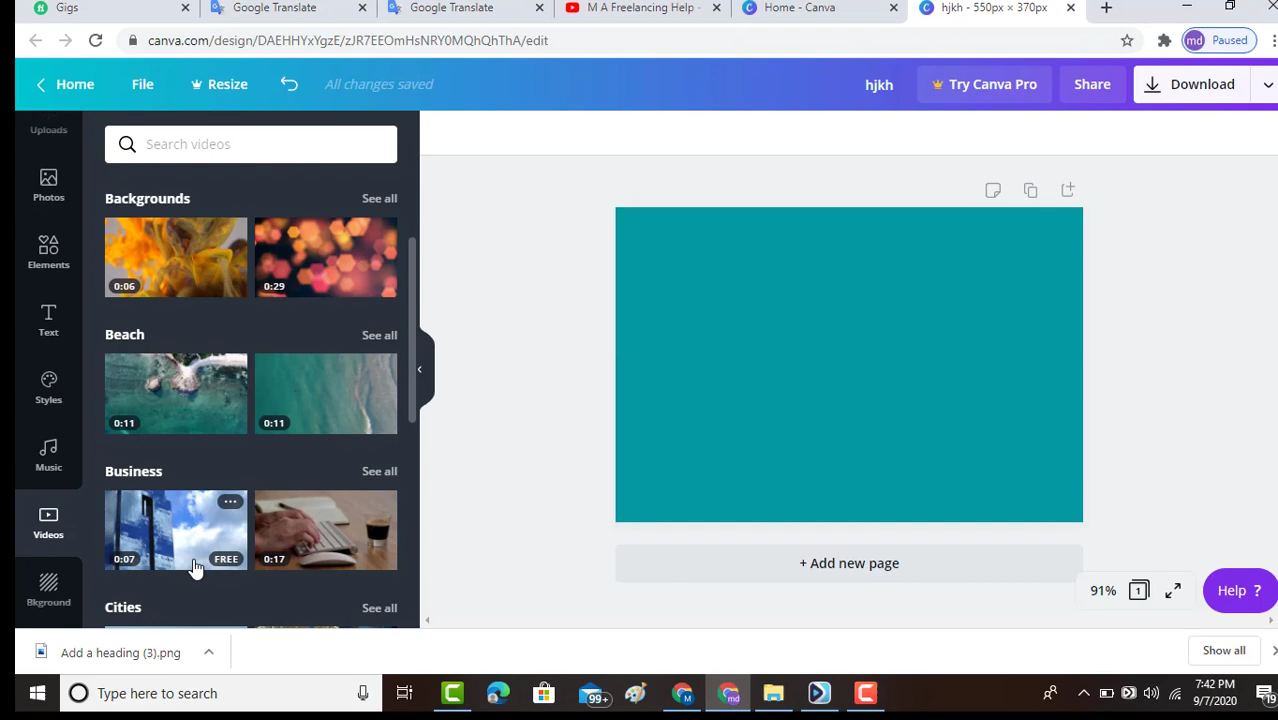 Gigs
Google Translate
Google Translate
M A Freelancing Help -
Home - Canva
hjkh - 550px × 370px
canva.com/design/DAEHHYxYgzE/zJR7EEOmHsNRY0MQhQhThA/edit
md Paused
Home
File
Resize
All changes saved
hjkh
Try Canva Pro
Share
Download
Uploads
Photos
Elements
Text
Styles
Music
Videos
Bkground
Search videos
Backgrounds
See all
0:06
0:29
Beach
See all
0:11
0:11
Business
See all
0:07
FREE
0:17
Cities
See all
+ Add new page
91%
1
Help ?
Add a heading (3).png
Show all
Type here to search
99+
M
md
7:42 PM
9/7/2020
19